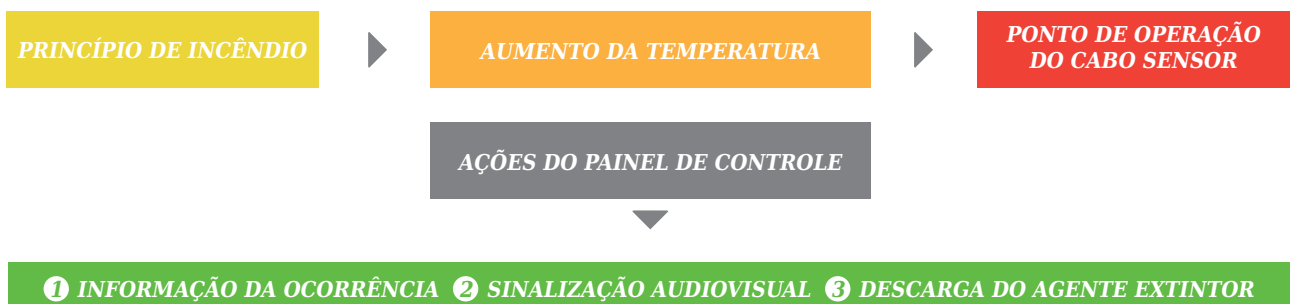 PRINCÍPIO DE INCÊNDIO
AUMENTO DA TEMPERATURA
PONTO DE OPERAÇÃO
DO CABO SENSOR
AÇÕES DO PAINEL DE CONTROLE
1 INFORMAÇÃO DA OCORRÊNCIA 2 SINALIZAÇÃO AUDIOVISUAL 3 DESCARGA DO AGENTE EXTINTOR